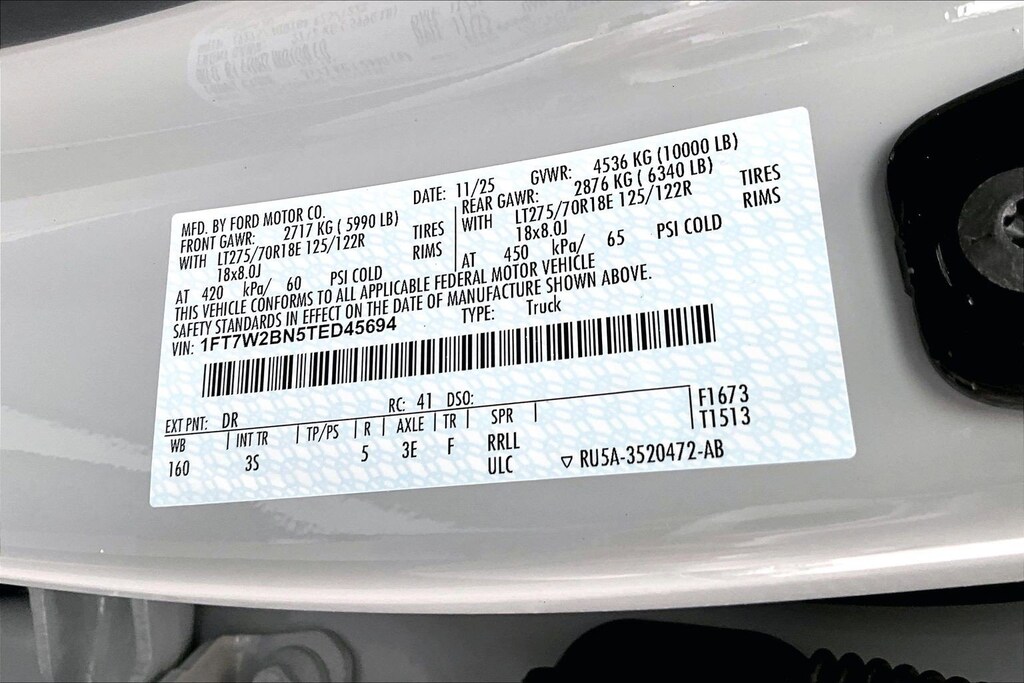 MFD. BY FORD MOTOR CO.
DATE: 11/25 GVWR: 4536 KG (10000 LB)
FRONT GAWR: 2717 KG ( 5990 LB)
WITH LT275/70R18E 125/122R TIRES
18x8.0J RIMS
AT 420 kPa/ 60 PSI COLD
REAR GAWR: 2876 KG ( 6340 LB)
WITH LT275/70R18E 125/122R TIRES
18x8.0J RIMS
AT 450 kPa/ 65 PSI COLD
THIS VEHICLE CONFORMS TO ALL APPLICABLE FEDERAL MOTOR VEHICLE
SAFETY STANDARDS IN EFFECT ON THE DATE OF MANUFACTURE SHOWN ABOVE.
VIN: 1FT7W2BN5TED45694 TYPE: Truck
EXT PNT: DR RC: 41 DSO:
WB INT TR TP/PS R AXLE TR SPR
160 3S 5 3E F RRLL
ULC
F1673
T1513
▽ RU5A-3520472-AB